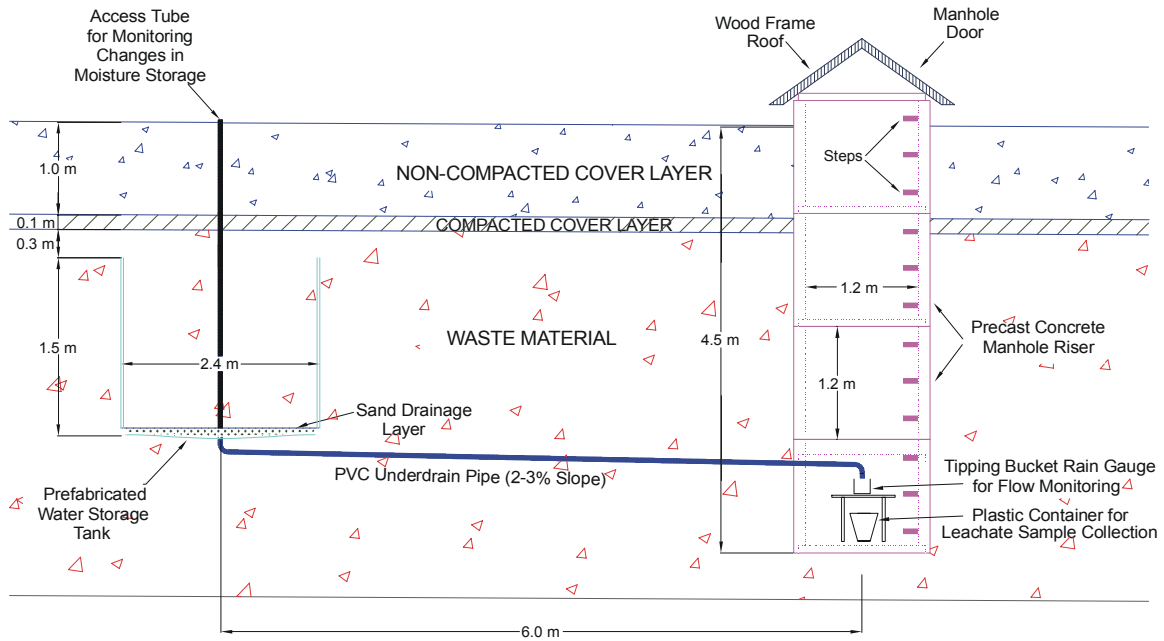 Access Tube
for Monitoring
Changes in
Moisture Storage
Wood Frame
Roof
Manhole
Door
1.0 m
NON-COMPACTED COVER LAYER
Steps
0.1 m
COMPACTED COVER LAYER
0.3 m
1.2 m
1.5 m
WASTE MATERIAL
4.5 m
Precast Concrete
Manhole Riser
2.4 m
1.2 m
Sand Drainage
Layer
PVC Underdrain Pipe (2-3% Slope)
Tipping Bucket Rain Gauge
for Flow Monitoring
Prefabricated
Water Storage
Tank
Plastic Container for
Leachate Sample Collection
6.0 m